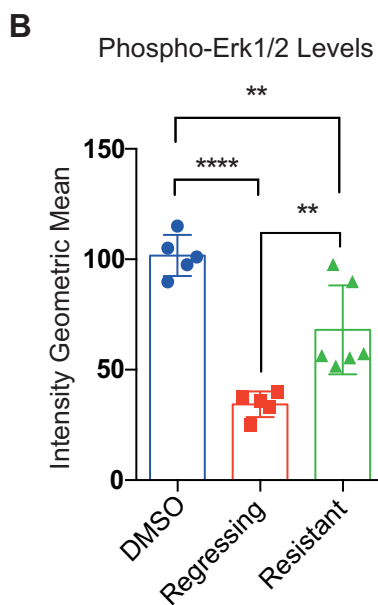 B
Phospho-Erk1/2 Levels
**
****
**
Intensity Geometric Mean
150
100
50
0
DMSO
Regressing
Resistant